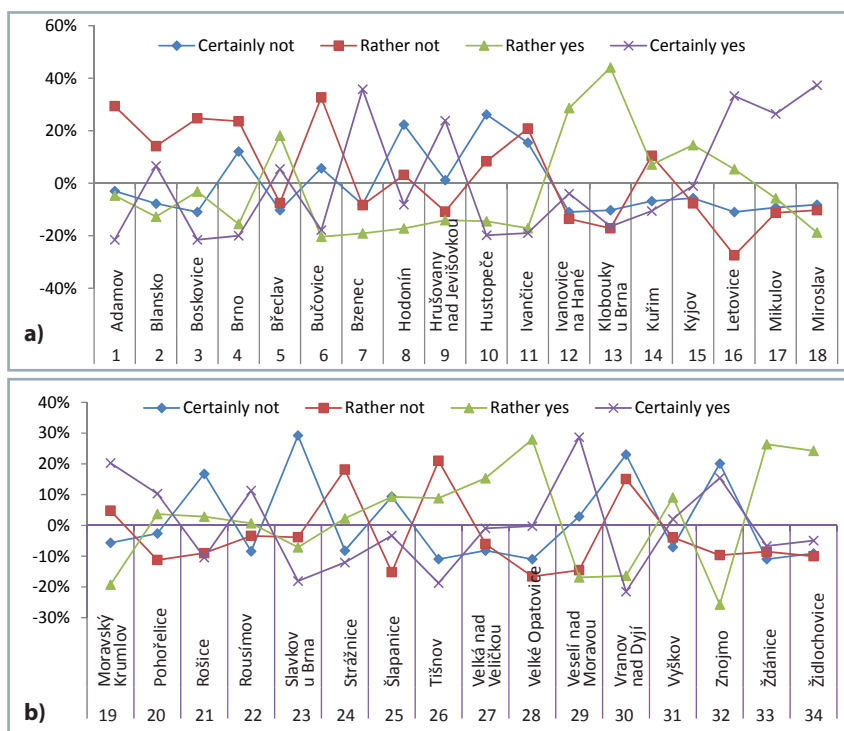 60%
Certainly not
Rather not
Rather yes
Certainly yes
40%
20%
0%
-20%
-40%
Adamov
Blansko
Boskovice
Brno
Břeclav
Bučovice
Bzenec
Hodonín
Hrušovany
nad Jevišovkou
Hustopeče
Ivančice
Ivanovice
na Hané
Klobouky
u Brna
Kuřim
Kyjov
Letovice
Mikulov
Miroslav
a)
1 2 3 4 5 6 7 8 9 10 11 12 13 14 15 16 17 18
40%
Certainly not
Rather not
Rather yes
Certainly yes
30%
20%
10%
0%
-10%
-20%
-30%
Moravský
Krumlov
Pohořelice
Rošice
Rousímov
Slavkov
u Brna
Strážnice
Šlapanice
Tišnov
Velká nad
Veličkou
Velké Opatovice
Veselí nad
Moravou
Vranov
nad Dyjí
Vyškov
Znojmo
Ždánice
Židlochovice
b)
19 20 21 22 23 24 25 26 27 28 29 30 31 32 33 34